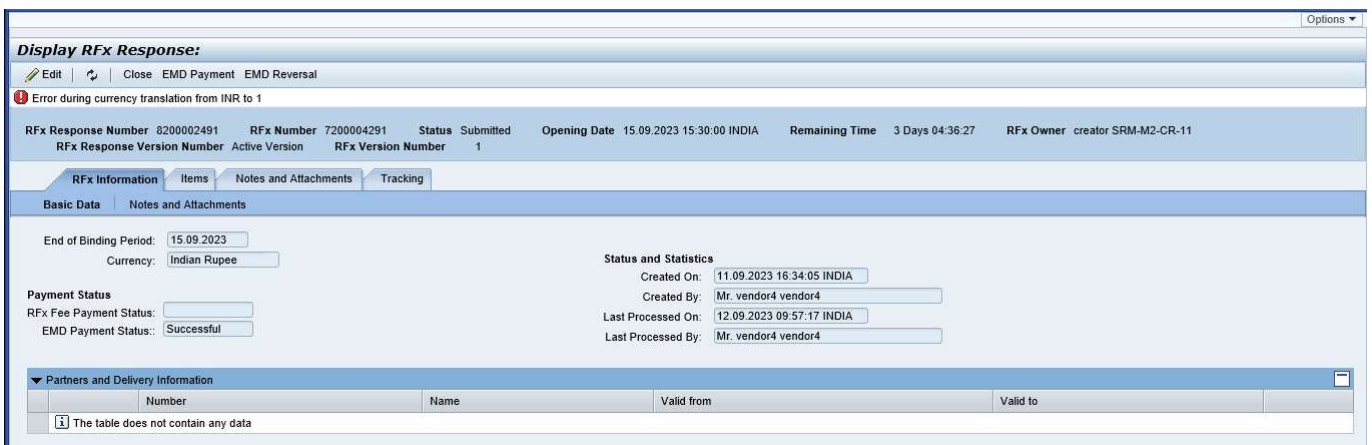 Options
Display RFx Response:
Edit Close EMD Payment EMD Reversal
Error during currency translation from INR to 1
RFx Response Number 8200002491 RFx Number 7200004291 Status Submitted Opening Date 15.09.2023 15:30:00 INDIA Remaining Time 3 Days 04:36:27 RFx Owner creator SRM-M2-CR-11
RFx Response Version Number Active Version RFx Version Number 1
RFx Information Items Notes and Attachments Tracking
Basic Data Notes and Attachments
End of Binding Period: 15.09.2023
Currency: Indian Rupee
Status and Statistics
Created On: 11.09.2023 16:34:05 INDIA
Payment Status
Created By: Mr. vendor4 vendor4
RFx Fee Payment Status:
Last Processed On: 12.09.2023 09:57:17 INDIA
EMD Payment Status:: Successful
Last Processed By: Mr. vendor4 vendor4
Partners and Delivery Information
Number Name Valid from Valid to
The table does not contain any data